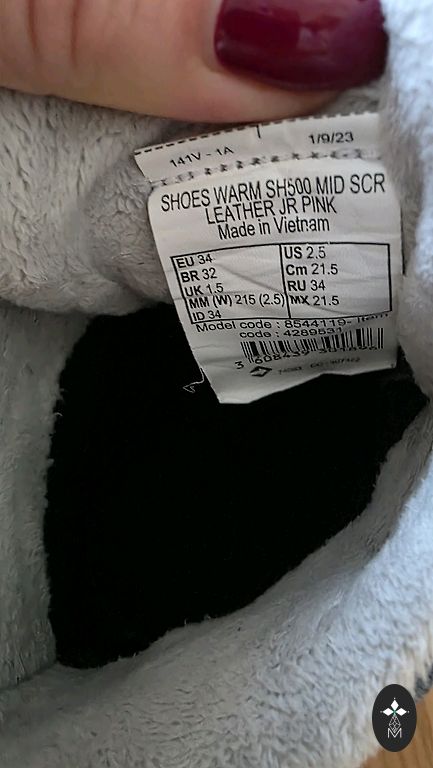 141V - 1A 1/9/23
SHOES WARM SH500 MID SCR
LEATHER JR PINK
Made in Vietnam
EU 34 US 2.5
BR 32 Cm 21.5
UK 1.5 RU 34
MM (W) 215 (2.5) MX 21.5
ID 34
Model code : 8544119- Item
code : 4289531